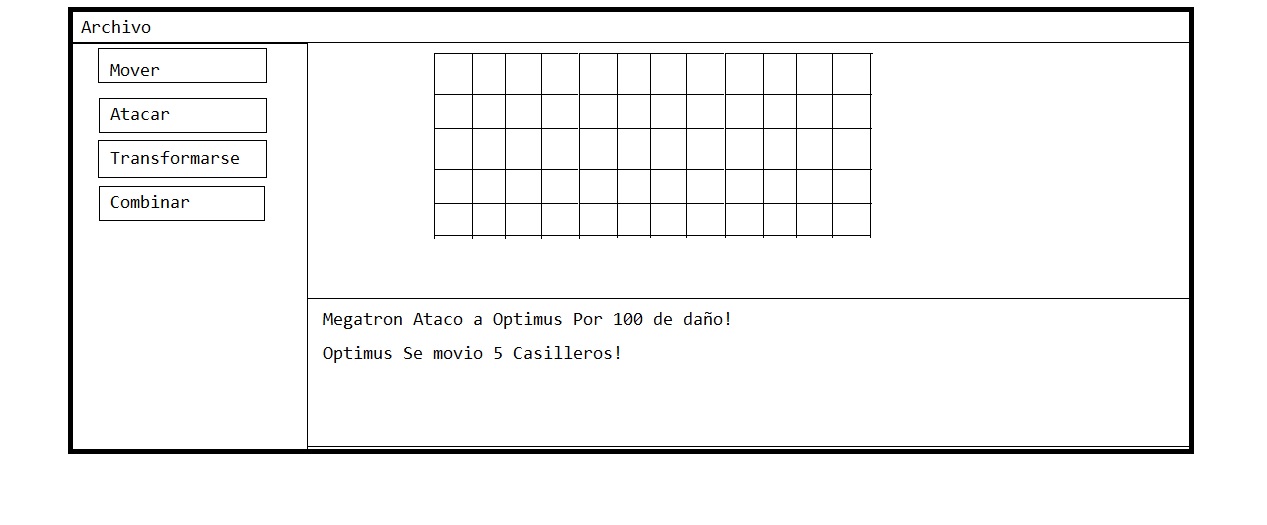 Archivo
Mover
Atacar
Transformarse
Combinar
Megatron Ataco a Optimus Por 100 de daño!
Optimus Se movio 5 Casilleros!